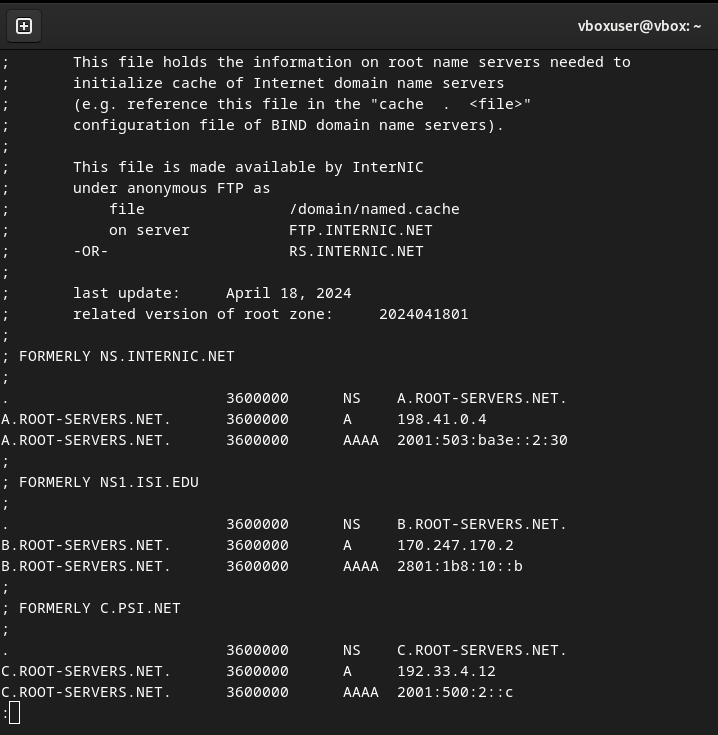 vboxuser@vbox: ~
;       This file holds the information on root name servers needed to
;       initialize cache of Internet domain name servers
;       (e.g. reference this file in the "cache  .  <file>"
;       configuration file of BIND domain name servers).
;
;       This file is made available by InterNIC
;       under anonymous FTP as
;           file                /domain/named.cache
;           on server           FTP.INTERNIC.NET
;       -OR-                    RS.INTERNIC.NET
;
;       last update:     April 18, 2024
;       related version of root zone:     2024041801
;
; FORMERLY NS.INTERNIC.NET
;
.                        3600000      NS    A.ROOT-SERVERS.NET.
A.ROOT-SERVERS.NET.      3600000      A     198.41.0.4
A.ROOT-SERVERS.NET.      3600000      AAAA  2001:503:ba3e::2:30
;
; FORMERLY NS1.ISI.EDU
;
.                        3600000      NS    B.ROOT-SERVERS.NET.
B.ROOT-SERVERS.NET.      3600000      A     170.247.170.2
B.ROOT-SERVERS.NET.      3600000      AAAA  2801:1b8:10::b
;
; FORMERLY C.PSI.NET
;
.                        3600000      NS    C.ROOT-SERVERS.NET.
C.ROOT-SERVERS.NET.      3600000      A     192.33.4.12
C.ROOT-SERVERS.NET.      3600000      AAAA  2001:500:2::c
: